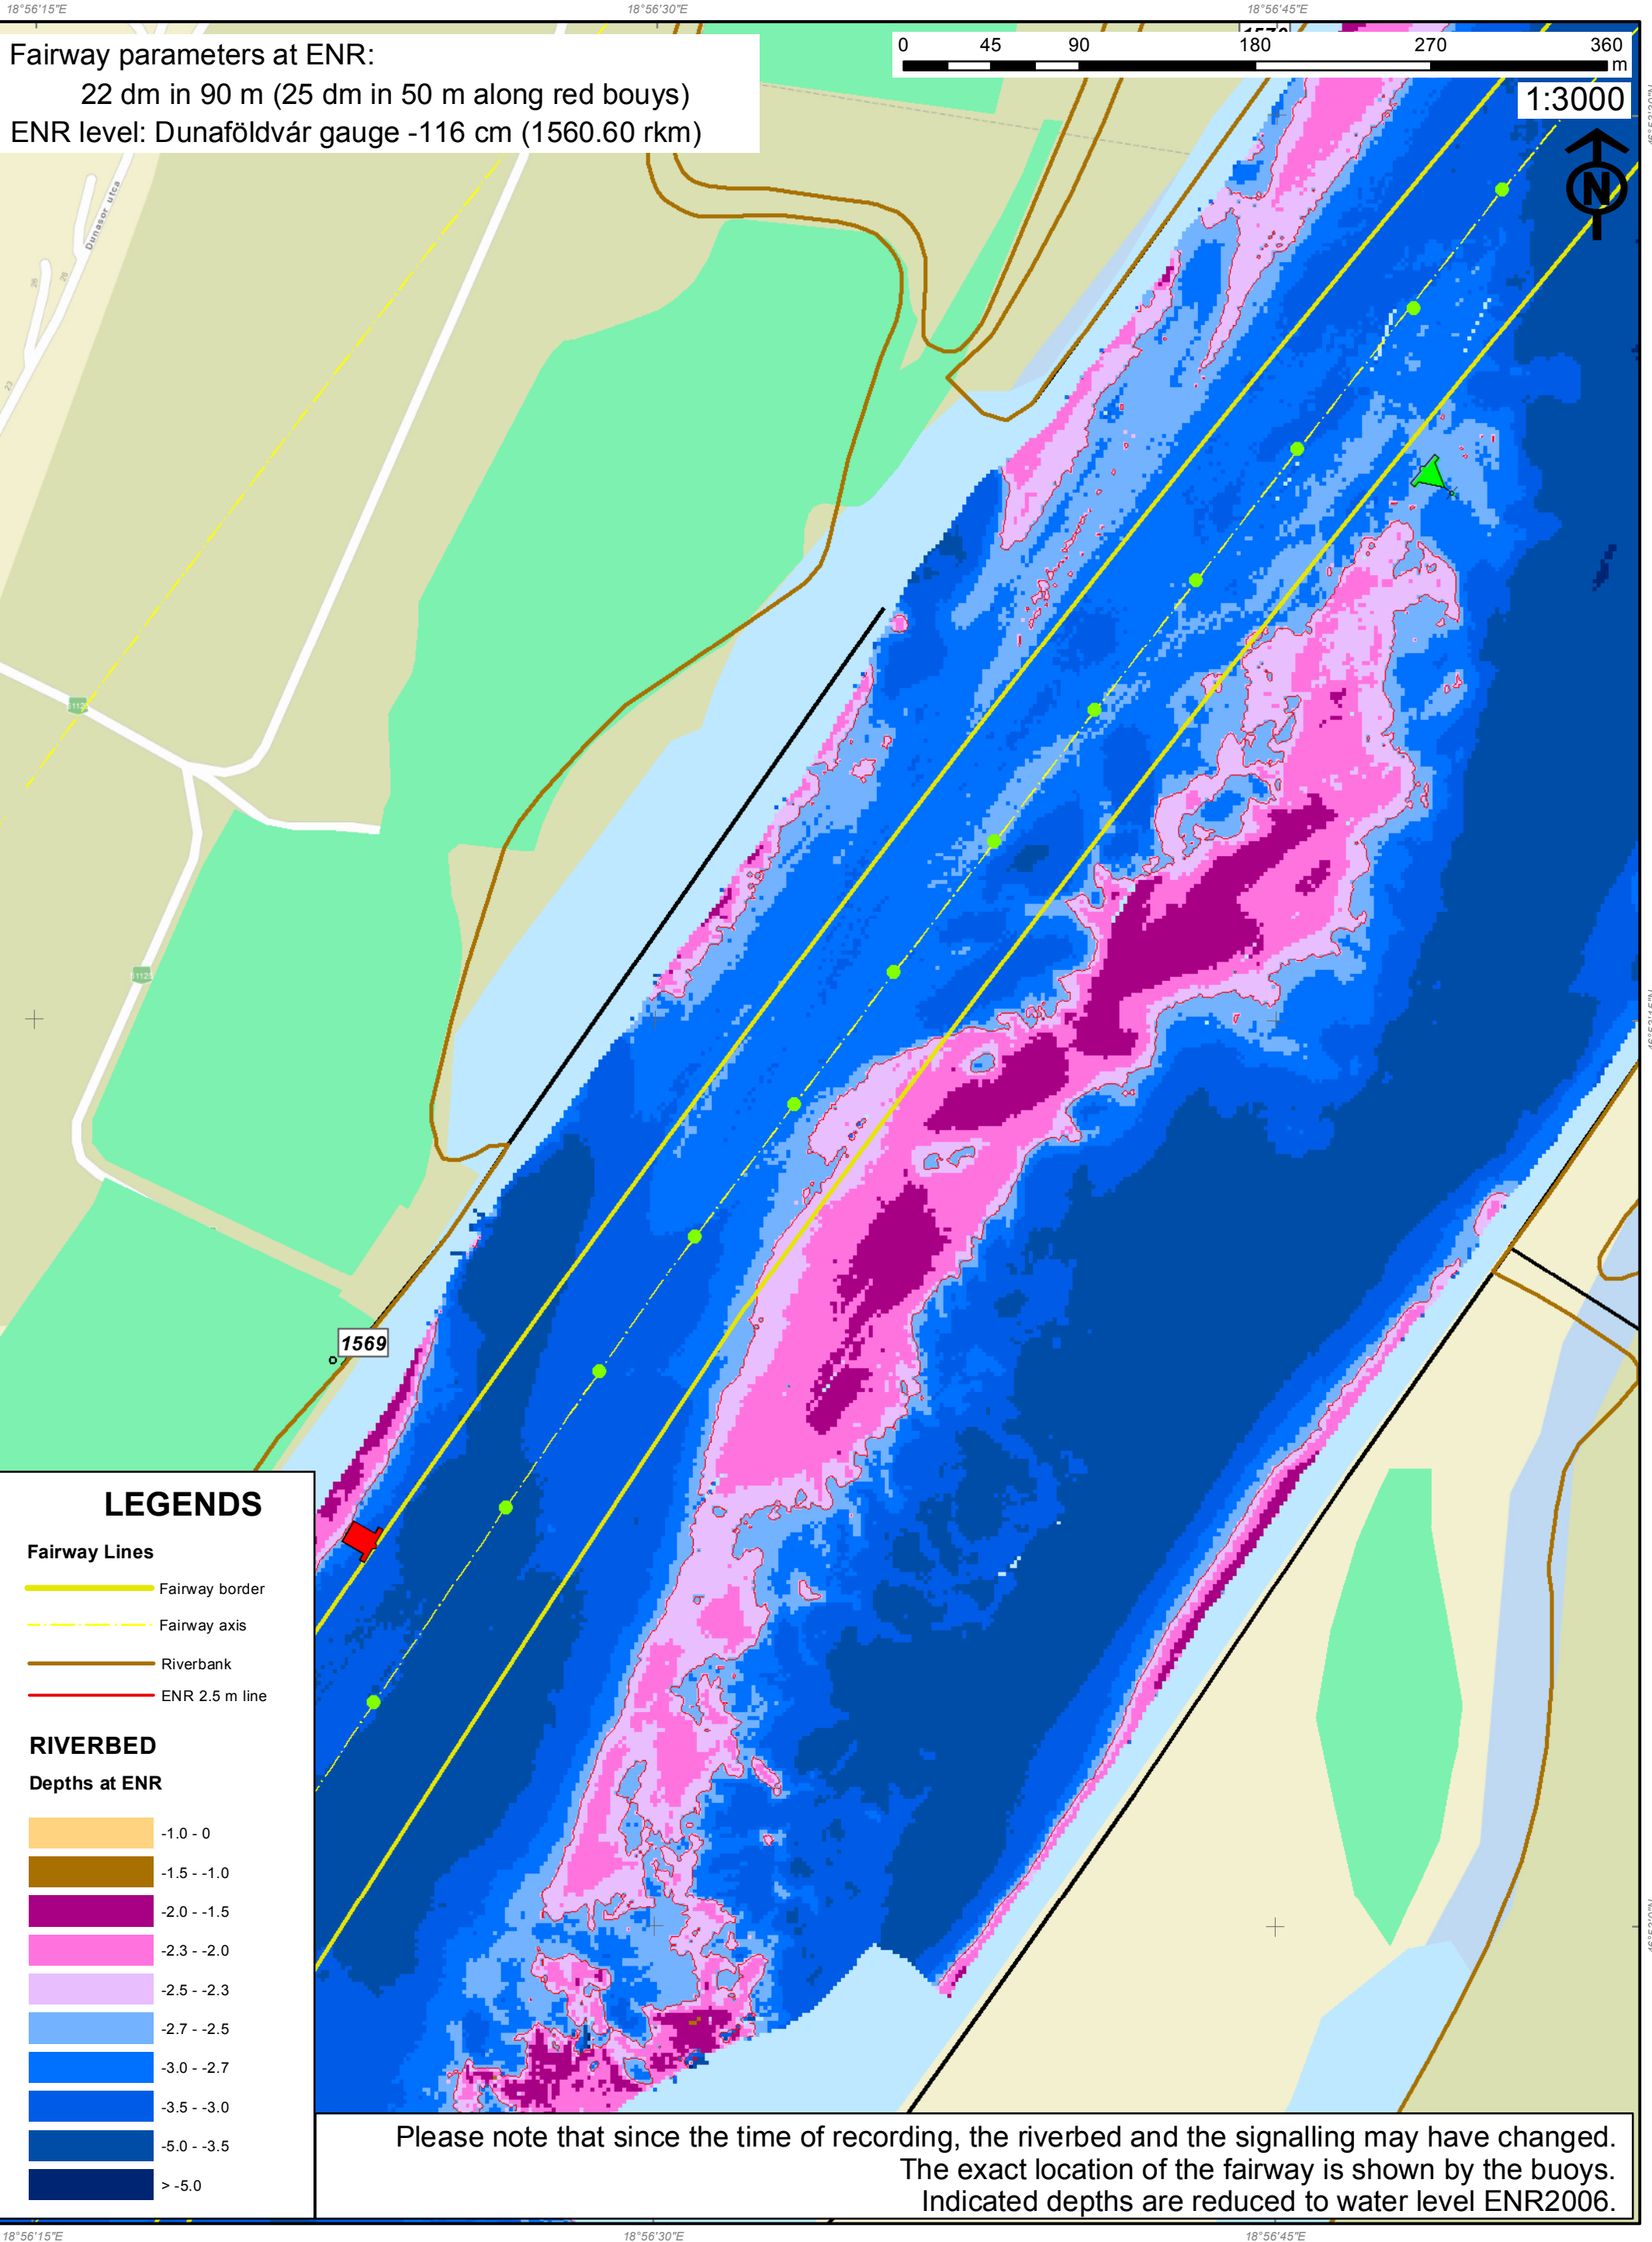 18°56'15"E
18°56'30"E
18°56'45"E
Fairway parameters at ENR:
22 dm in 90 m (25 dm in 50 m along red bouys)
ENR level: Dunaföldvár gauge -116 cm (1560.60 rkm)
0 45 90 180 270 360
m
1:3000
N
Dunasor utca
26
26
23
51125
1569
LEGENDS
Fairway Lines
Fairway border
Fairway axis
Riverbank
ENR 2.5 m line
RIVERBED
Depths at ENR
-1.0 - 0
-1.5 - -1.0
-2.0 - -1.5
-2.3 - -2.0
-2.5 - -2.3
-2.7 - -2.5
-3.0 - -2.7
-3.5 - -3.0
-5.0 - -3.5
> -5.0
Please note that since the time of recording, the riverbed and the signalling may have changed.
The exact location of the fairway is shown by the buoys.
Indicated depths are reduced to water level ENR2006.
18°56'15"E
18°56'30"E
18°56'45"E